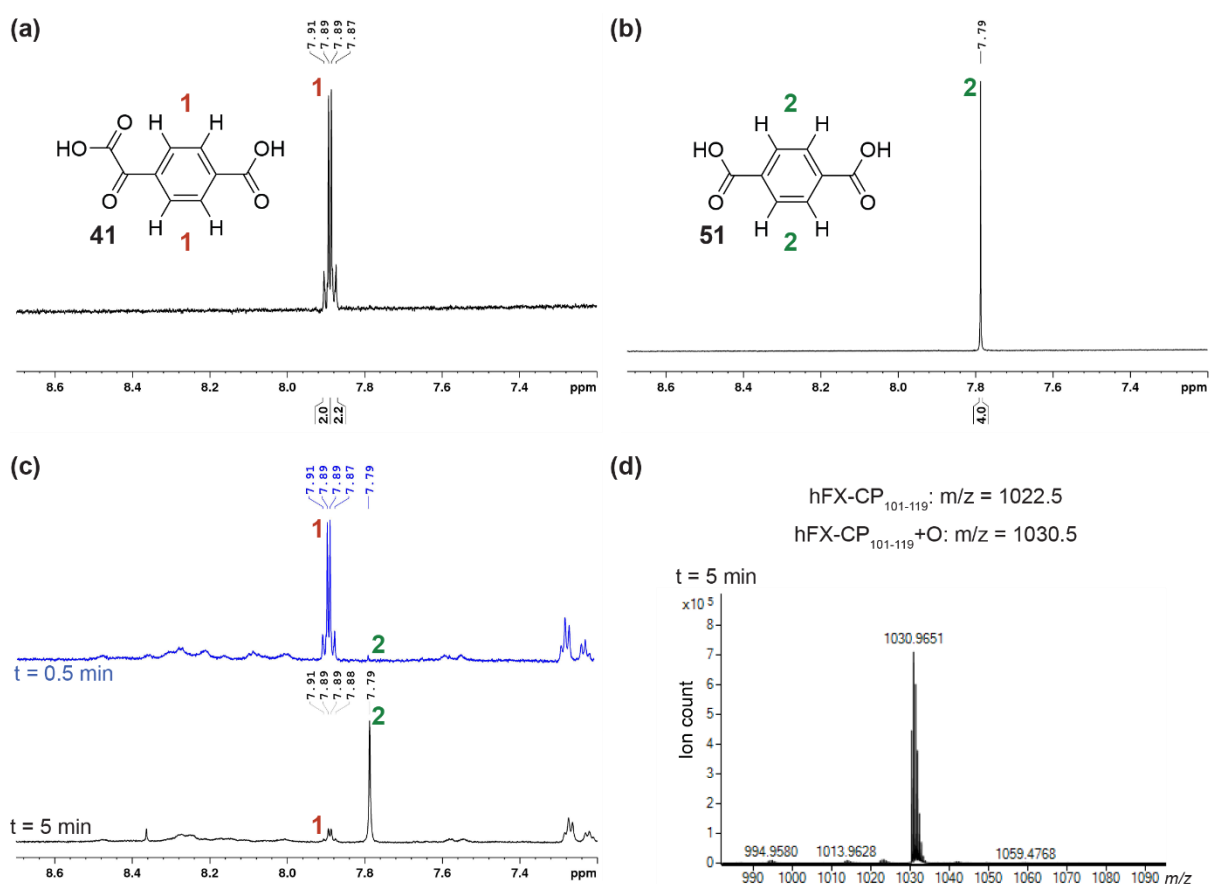 (a)
7.91
7.89
7.89
7.87
1
1
H
H
O
HO
O
OH
O
H
H
41
1
8.6 8.4 8.2 8.0 7.8 7.6 7.4 ppm
2.0
2.2
(b)
7.79
2
2
H
H
OH
HO
O
O
H
H
51
2
8.6 8.4 8.2 8.0 7.8 7.6 7.4 ppm
4.0
(c)
7.91
7.89
7.89
7.87
7.79
1
2
t = 0.5 min
7.91
7.89
7.89
7.88
7.79
2
t = 5 min
1
8.6 8.4 8.2 8.0 7.8 7.6 7.4 ppm
(d)
hFX-CP101-119: m/z = 1022.5
hFX-CP101-119+O: m/z = 1030.5
t = 5 min
x10 5
8
7
6
5
4
3
2
1
0
Ion count
1030.9651
994.9580
1013.9628
1059.4768
990 1000 1010 1020 1030 1040 1050 1060 1070 1080 1090 m/z